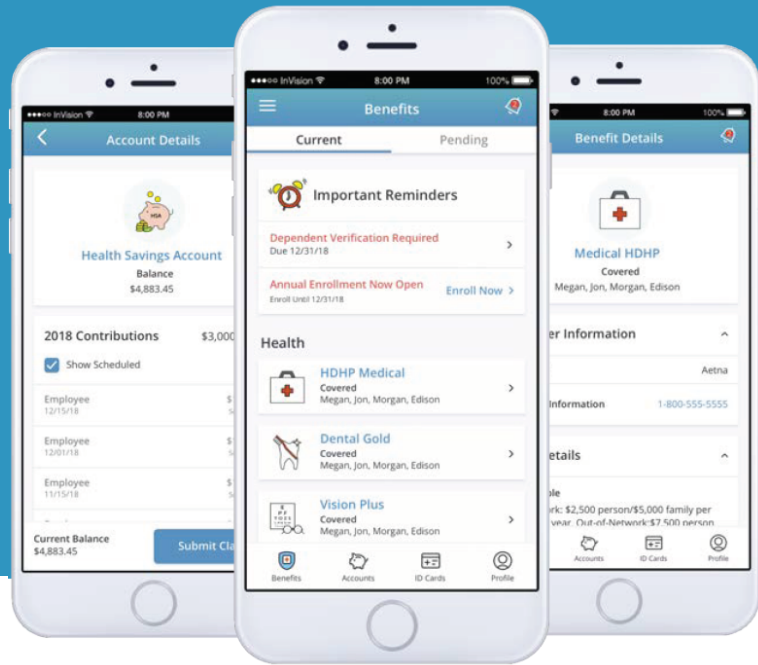 InVision
8:00 PM
Account Details
HSA
Health Savings Account
Balance
$4,883.45
2018 Contributions $3,000
Show Scheduled
Employee $
12/15/18
Employee $
12/01/18
Employee $
11/15/18
Current Balance
$4,883.45
Submit Cla
InVision 8:00 PM 100%
Benefits 2
Current Pending
Important Reminders
Dependent Verification Required
Due 12/31/18
Annual Enrollment Now Open
Enroll Until 12/31/18
Enroll Now
Health
HDHP Medical
Covered
Megan, Jon, Morgan, Edison
Dental Gold
Covered
Megan, Jon, Morgan, Edison
Vision Plus
Covered
Megan, Jon, Morgan, Edison
Benefits Accounts ID Cards Profile
8:00 PM 100%
Benefit Details 2
Medical HDHP
Covered
Megan, Jon, Morgan, Edison
er Information
Aetna
Information 1-800-555-5555
etails
ble
rk: $2,500 person/$5,000 family per
year. Out-of-Network:$7,500 person
Accounts ID Cards Profile